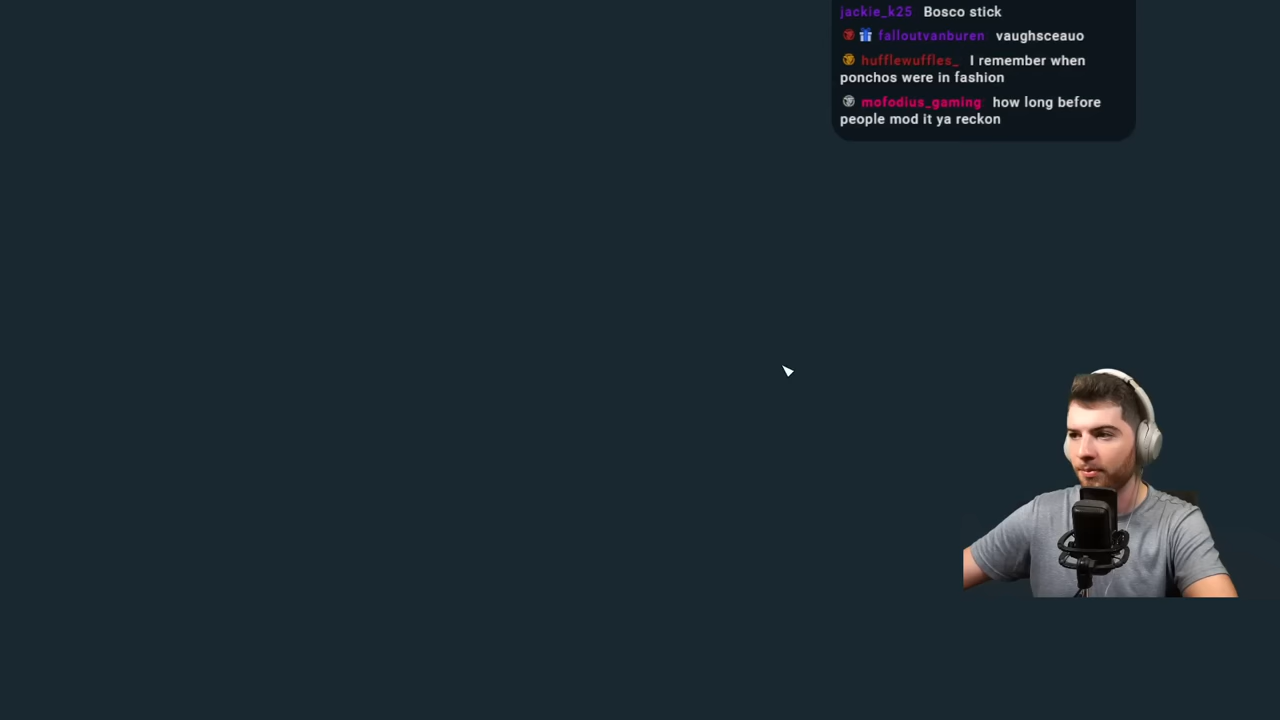 jackie_k25 Bosco stick
falloutvanburen vaughsceauo
hufflewuffles_ I remember when
ponchos were in fashion
mofodius_gaming how long before
people mod it ya reckon